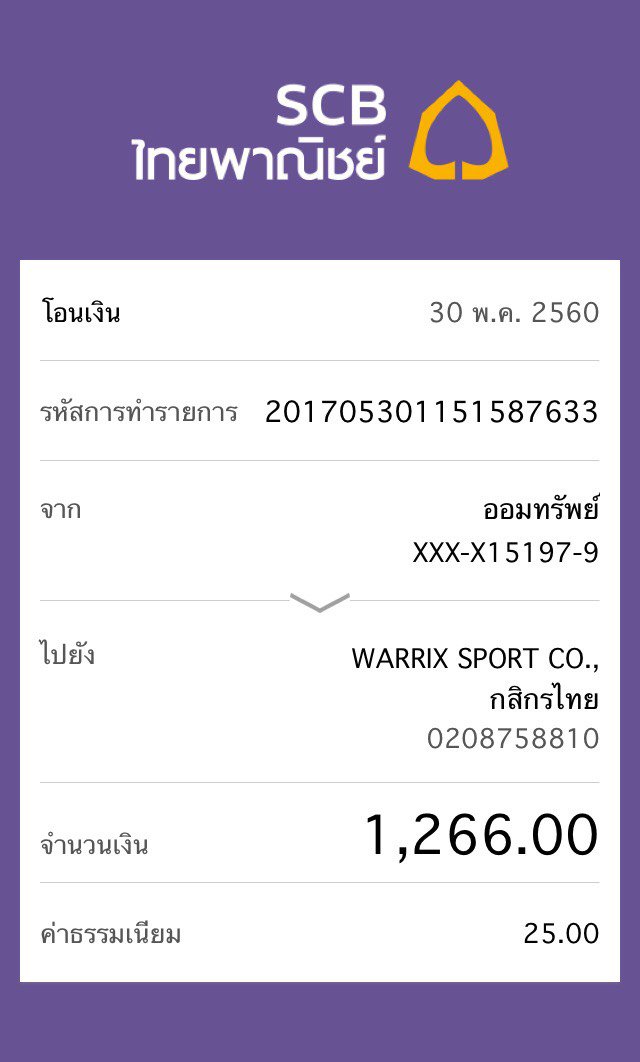 SCB
ไทยพาณิชย์
โอนเงิน 30 พ.ค. 2560
รหัสการทำรายการ 201705301151587633
จาก ออมทรัพย์
XXX-X15197-9
ไปยัง WARRIX SPORT CO.,
กสิกรไทย
0208758810
จำนวนเงิน 1,266.00
ค่าธรรมเนียม 25.00